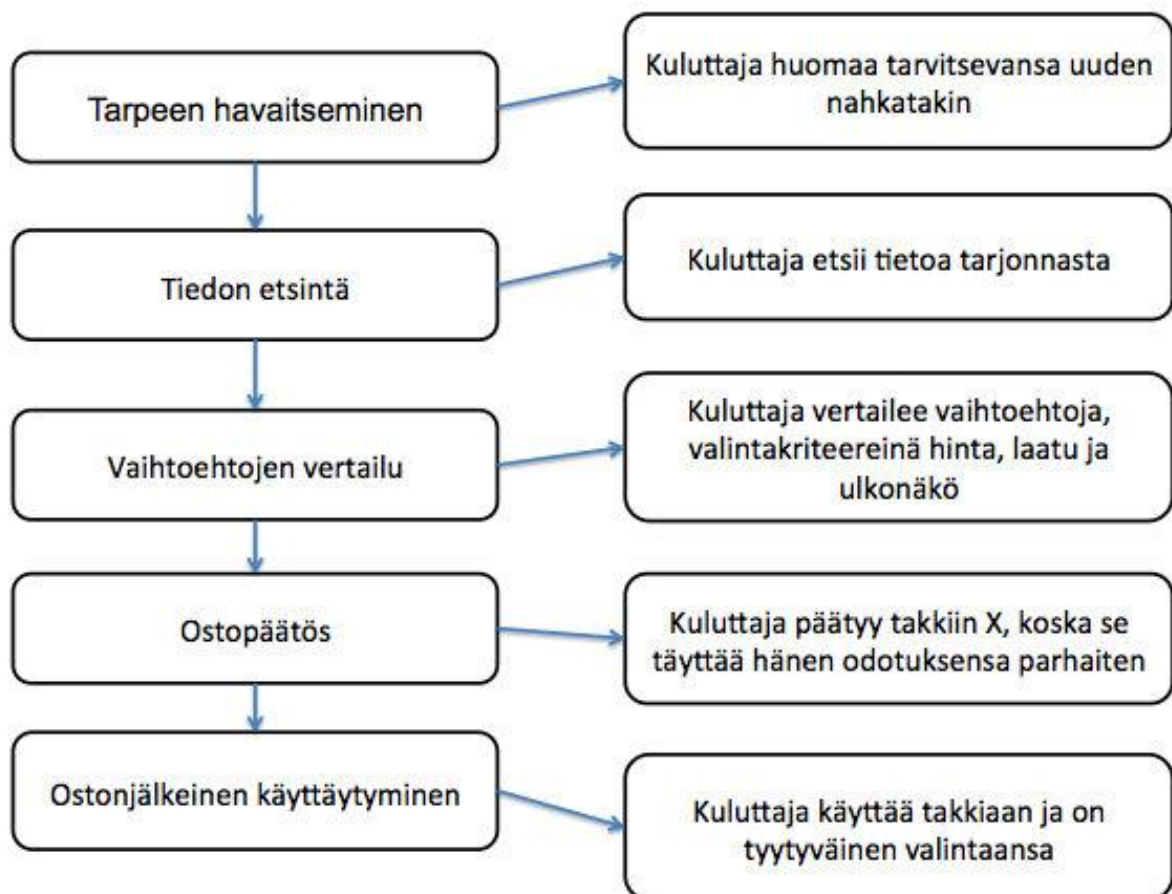 Tarpeen havaitseminen
Kuluttaja huomaa tarvitsevansa uuden
nahkatakin
Tiedon etsintä
Kuluttaja etsii tietoa tarjonnasta
Vaihtoehtojen vertailu
Kuluttaja vertailee vaihtoehtoja,
valintakriteereinä hinta, laatu ja
ulkonäkö
Ostopäätös
Kuluttaja päätyy takkiin X, koska se
täyttää hänen odotuksensa parhaiten
Ostonjälkeinen käyttäytyminen
Kuluttaja käyttää takkiaan ja on
tyytyväinen valintaansa